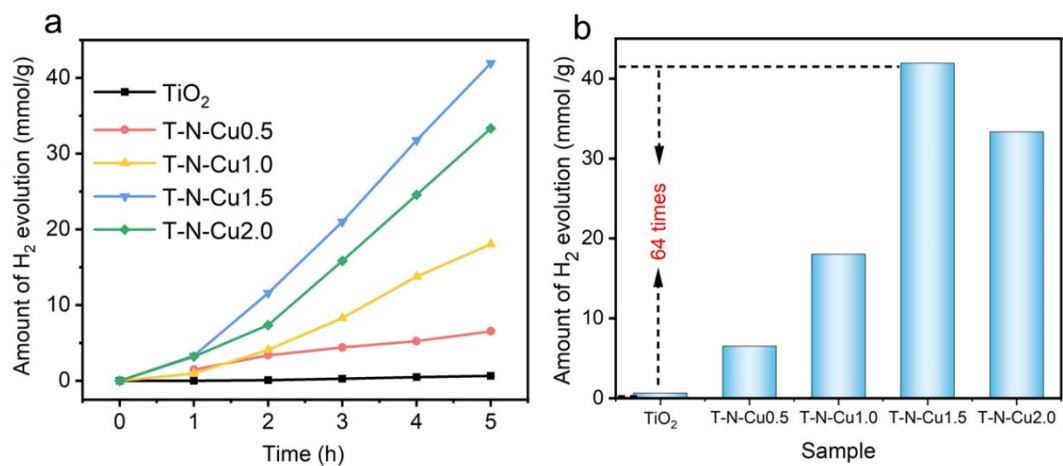 a
Amount of H₂ evolution (mmol/g)
40
30
20
10
0
TiO₂
T-N-Cu0.5
T-N-Cu1.0
T-N-Cu1.5
T-N-Cu2.0
0 1 2 3 4 5
Time (h)
b
Amount of H₂ evolution (mmol /g)
40
30
20
10
0
64 times
TiO₂ T-N-Cu0.5 T-N-Cu1.0 T-N-Cu1.5 T-N-Cu2.0
Sample